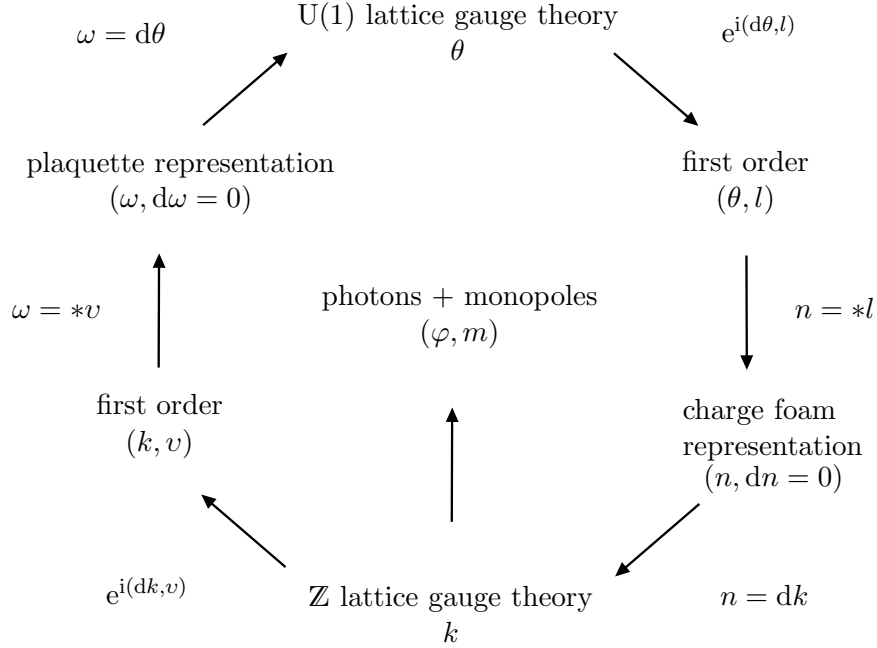 U(1) lattice gauge theory
θ
ω = dθ
e^{i(dθ,l)}
plaquette representation
(ω, dω = 0)
first order
(θ, l)
ω = ∗υ
photons + monopoles
(φ, m)
n = ∗l
first order
(k, υ)
charge foam
representation
(n, dn = 0)
e^{i(dk,υ)}
ℤ lattice gauge theory
k
n = dk